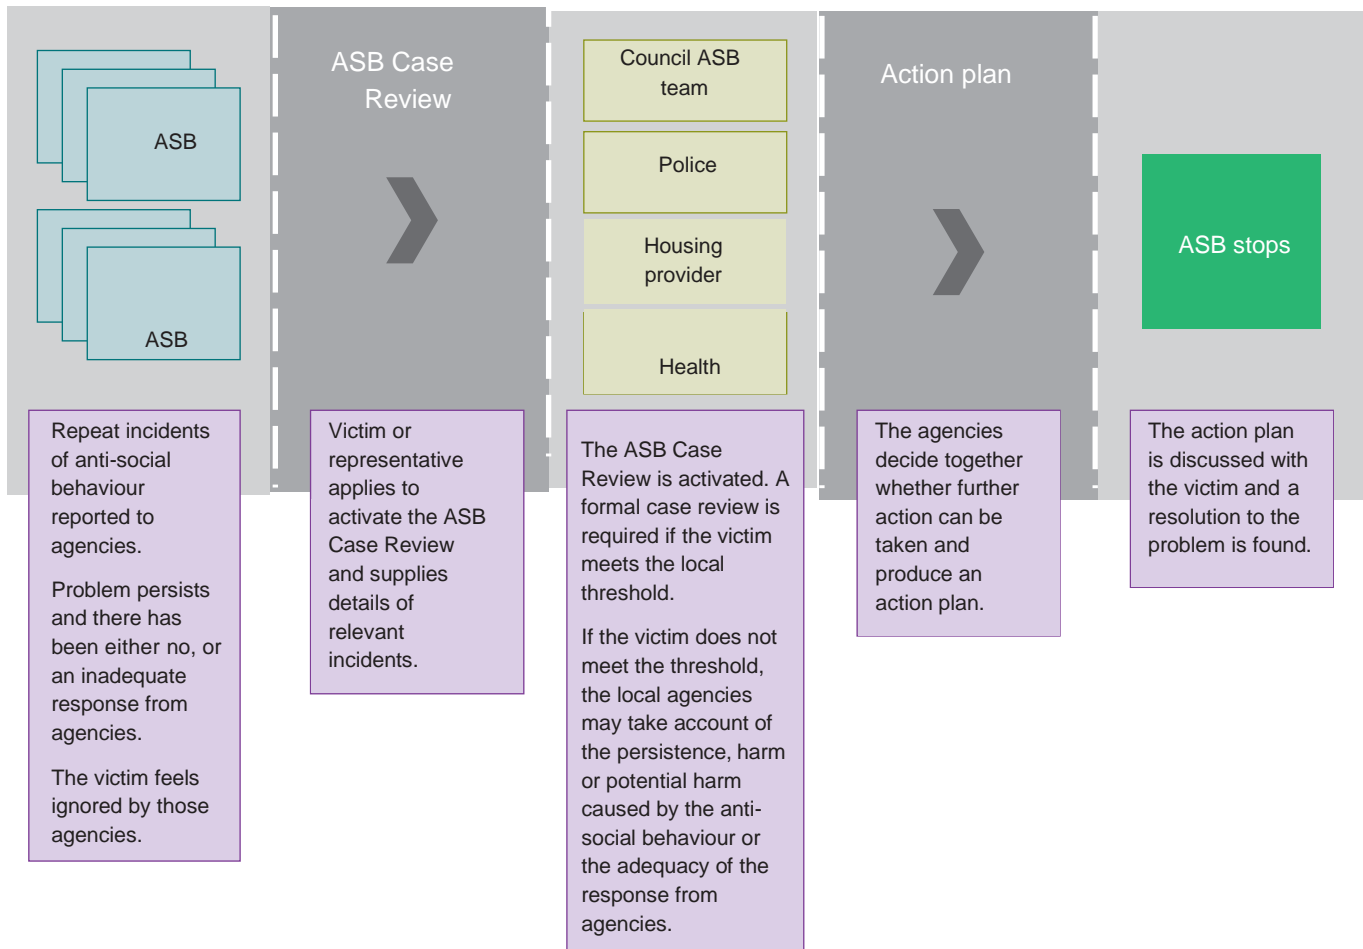 ASB
ASB
ASB Case
Review
Council ASB
team
Police
Housing
provider
Health
Action plan
ASB stops
Repeat incidents
of anti-social
behaviour
reported to
agencies.
Problem persists
and there has
been either no, or
an inadequate
response from
agencies.
The victim feels
ignored by those
agencies.
Victim or
representative
applies to
activate the ASB
Case Review
and supplies
details of
relevant
incidents.
The ASB Case
Review is activated. A
formal case review is
required if the victim
meets the local
threshold.
If the victim does not
meet the threshold,
the local agencies
may take account of
the persistence, harm
or potential harm
caused by the anti-
social behaviour or
the adequacy of the
response from
agencies.
The agencies
decide together
whether further
action can be
taken and
produce an
action plan.
The action plan
is discussed with
the victim and a
resolution to the
problem is found.